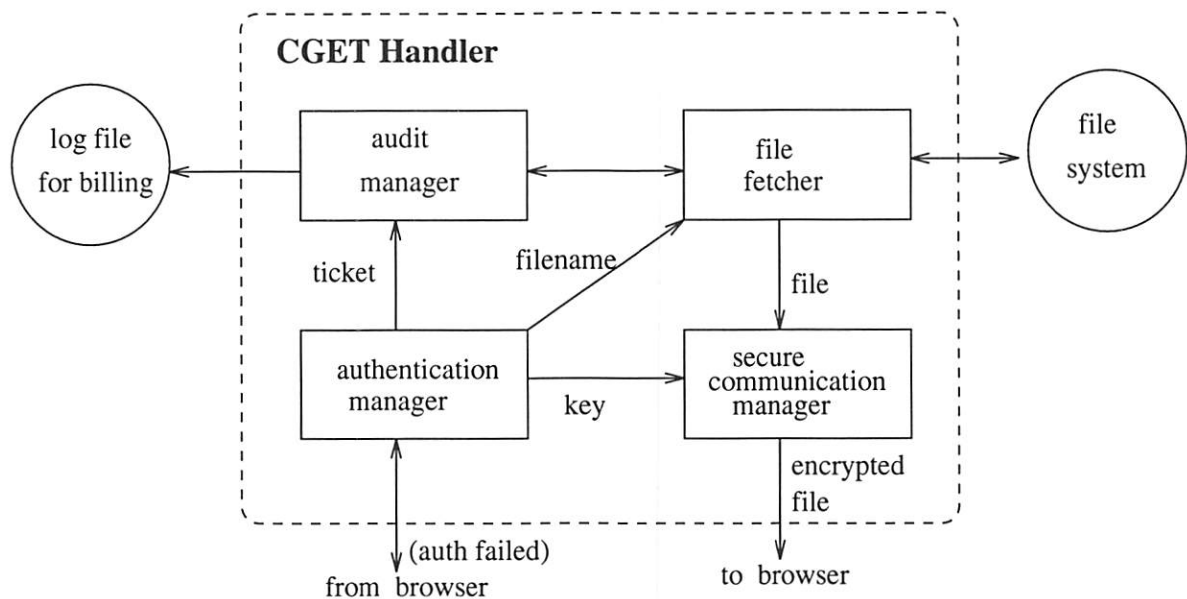 CGET Handler
log file
for billing
audit
manager
file
fetcher
file
system
ticket
filename
file
authentication
manager
key
secure
communication
manager
encrypted
file
(auth failed)
from browser
to browser